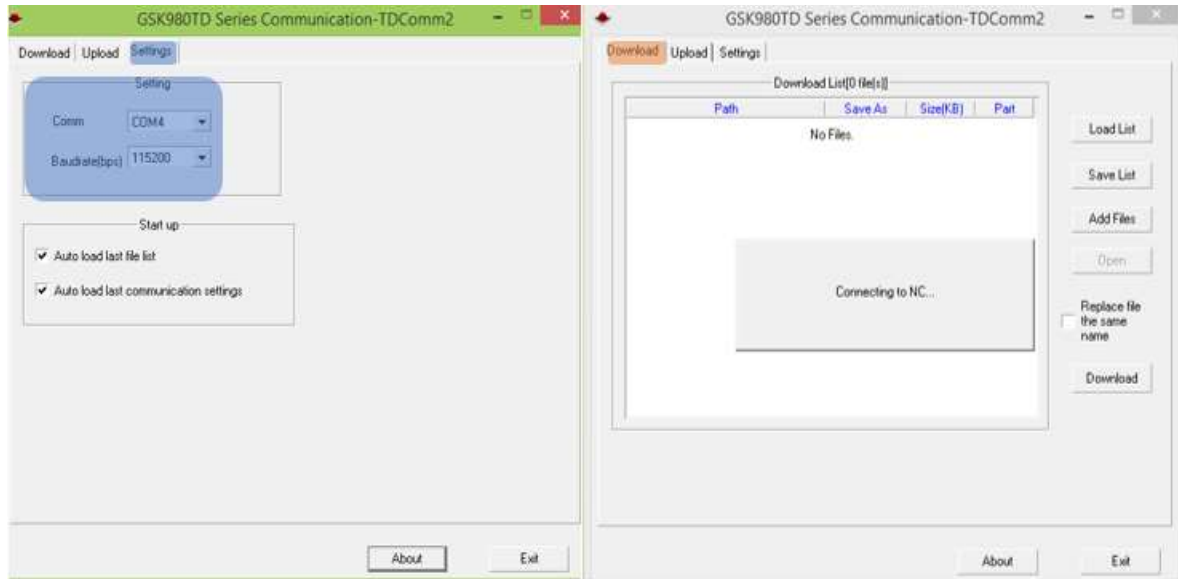 GSK980TD Series Communication-TDComm2
Download Upload Settings
Setting
Comm COM4
Baudrate(bps) 115200
Start up
Auto load last file list
Auto load last communication settings
About Exit
GSK980TD Series Communication-TDComm2
Download Upload Settings
Download List[0 file[s]]
Path Save As Size(KB) Part
No Files.
Load List
Save List
Add Files
Open
Connecting to NC...
Replace file
the same
name
Download
About Exit